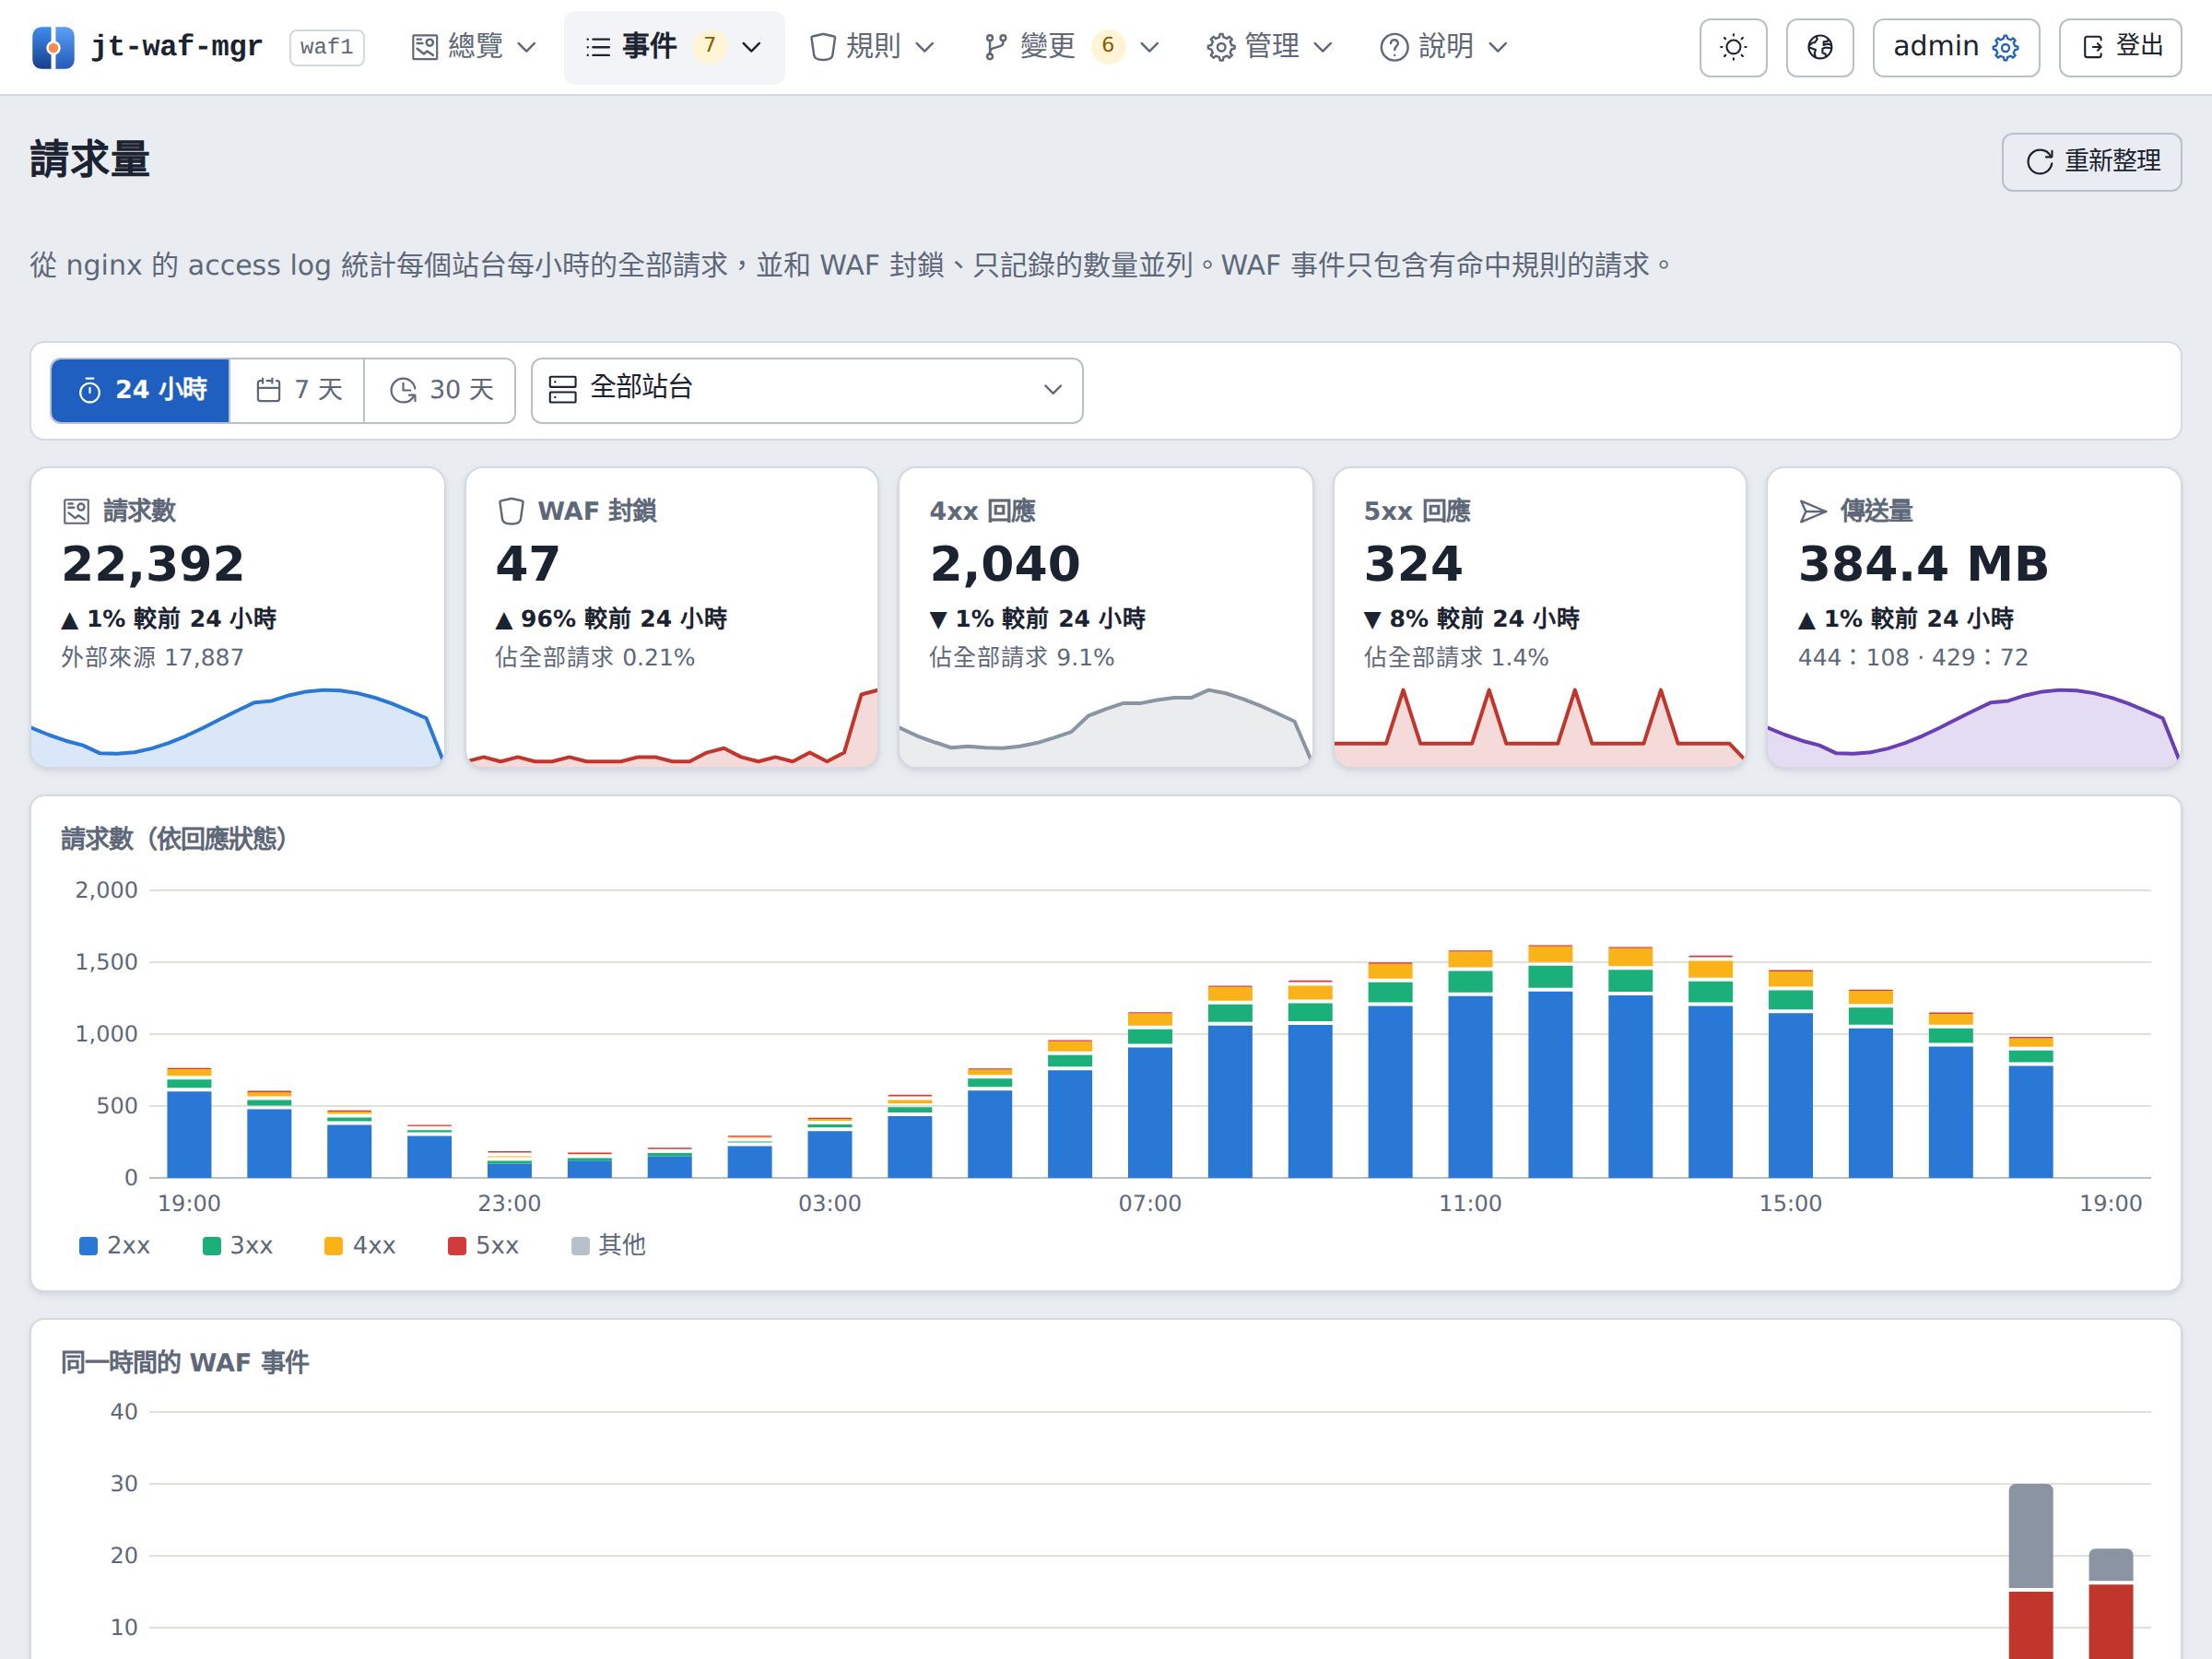 jt-waf-mgr waf1 總覽 事件 7 規則 變更 6 管理 說明 admin 登出
請求量
重新整理
從 nginx 的 access log 統計每個站台每小時的全部請求，並和 WAF 封鎖、只記錄的數量並列。WAF 事件只包含有命中規則的請求。
24 小時 7 天 30 天 全部站台
請求數
22,392
▲ 1% 較前 24 小時
外部來源 17,887
WAF 封鎖
47
▲ 96% 較前 24 小時
佔全部請求 0.21%
4xx 回應
2,040
▼ 1% 較前 24 小時
佔全部請求 9.1%
5xx 回應
324
▼ 8% 較前 24 小時
佔全部請求 1.4%
傳送量
384.4 MB
▲ 1% 較前 24 小時
444：108 · 429：72
請求數（依回應狀態）
2,000
1,500
1,000
500
0
19:00 23:00 03:00 07:00 11:00 15:00 19:00
2xx 3xx 4xx 5xx 其他
同一時間的 WAF 事件
40
30
20
10